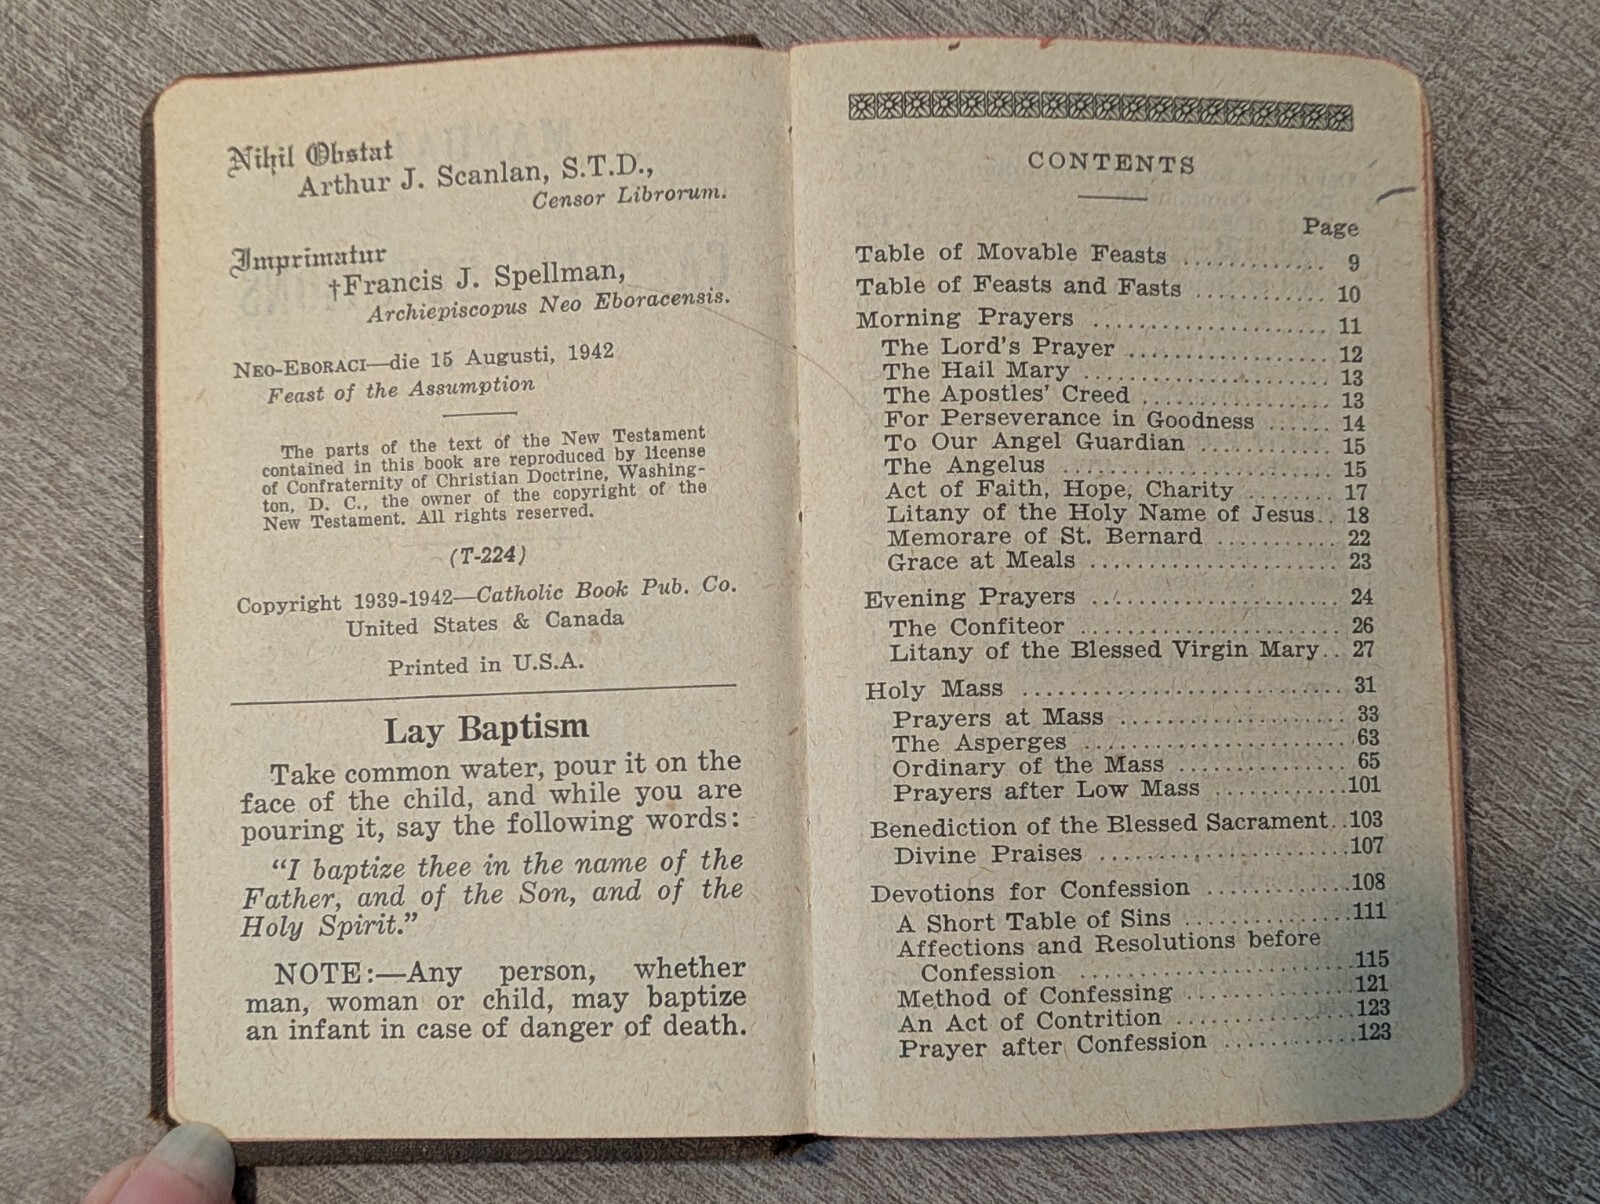 Nihil Obstat
Arthur J. Scanlan, S.T.D.,
Censor Librorum.
Imprimatur
†Francis J. Spellman,
Archiepiscopus Neo Eboracensis.
NEO-EBORACI—die 15 Augusti, 1942
Feast of the Assumption
The parts of the text of the New Testament
contained in this book are reproduced by license
of Confraternity of Christian Doctrine, Washing-
ton, D. C., the owner of the copyright of the
New Testament. All rights reserved.
(T-224)
Copyright 1939-1942—Catholic Book Pub. Co.
United States & Canada
Printed in U.S.A.
Lay Baptism
Take common water, pour it on the
face of the child, and while you are
pouring it, say the following words:
"I baptize thee in the name of the
Father, and of the Son, and of the
Holy Spirit."
NOTE:—Any person, whether
man, woman or child, may baptize
an infant in case of danger of death.
CONTENTS
Page
Table of Movable Feasts ............. 9
Table of Feasts and Fasts ........... 10
Morning Prayers .................... 11
The Lord's Prayer ................. 12
The Hail Mary ..................... 13
The Apostles' Creed ................ 13
For Perseverance in Goodness ...... 14
To Our Angel Guardian ........... 15
The Angelus ....................... 15
Act of Faith, Hope, Charity ........ 17
Litany of the Holy Name of Jesus.. 18
Memorare of St. Bernard ........... 22
Grace at Meals ..................... 23
Evening Prayers ..................... 24
The Confiteor ...................... 26
Litany of the Blessed Virgin Mary.. 27
Holy Mass ........................... 31
Prayers at Mass ................... 33
The Asperges ...................... 63
Ordinary of the Mass .............. 65
Prayers after Low Mass ...........101
Benediction of the Blessed Sacrament..103
Divine Praises .....................107
Devotions for Confession .............108
A Short Table of Sins ...............111
Affections and Resolutions before
Confession .......................115
Method of Confessing ..............121
An Act of Contrition ...............123
Prayer after Confession ............123